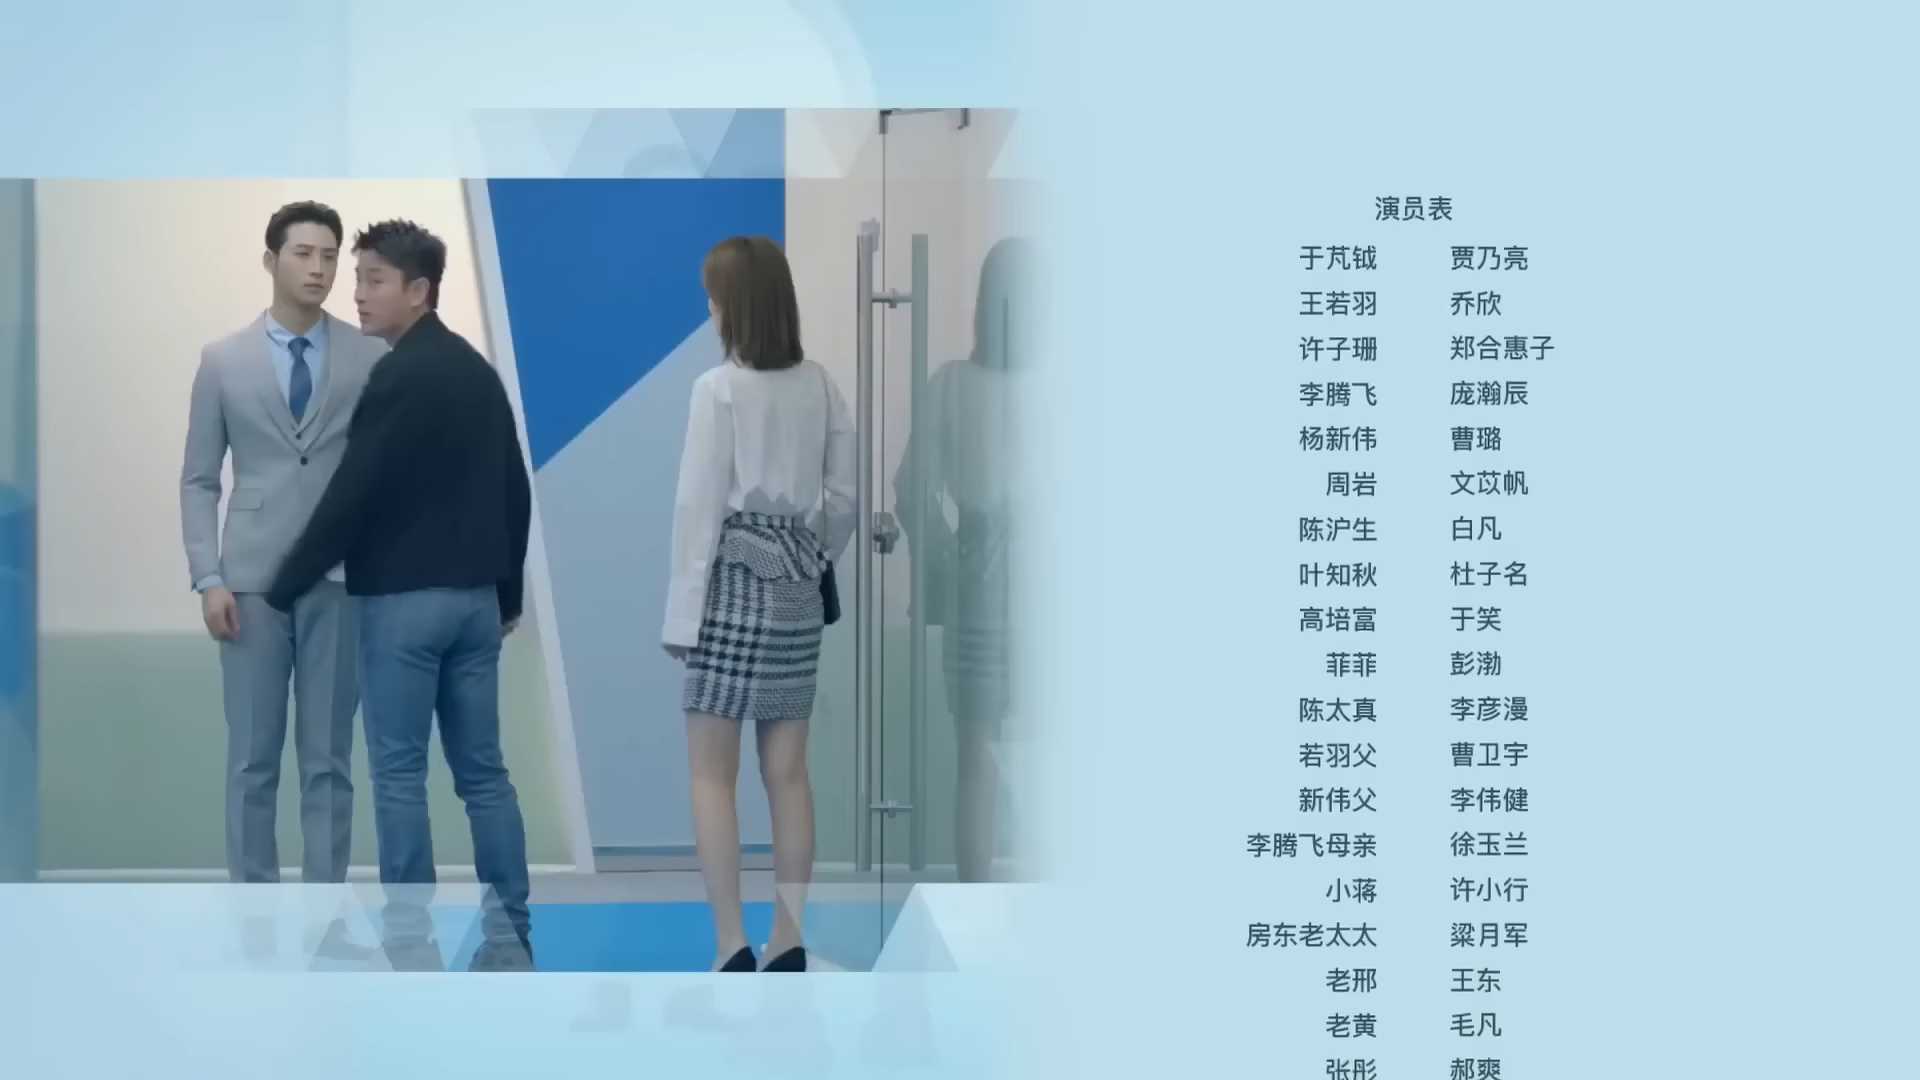 演员表
于芃钺 贾乃亮
王若羽 乔欣
许子珊 郑合惠子
李腾飞 庞瀚辰
杨新伟 曹璐
周岩 文苡帆
陈沪生 白凡
叶知秋 杜子名
高培富 于笑
菲菲 彭渤
陈太真 李彦漫
若羽父 曹卫宇
新伟父 李伟健
李腾飞母亲 徐玉兰
小蒋 许小行
房东老太太 粱月军
老邢 王东
老黄 毛凡
张彤 郝爽